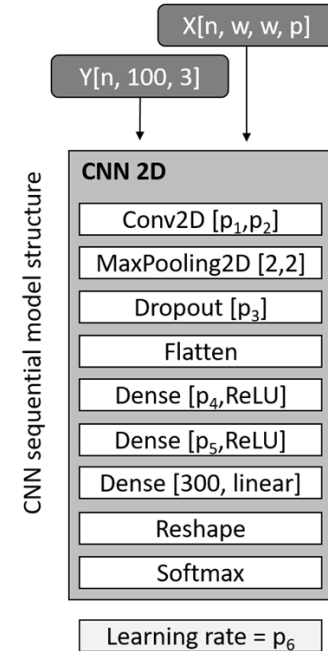 X[n, w, w, p]
Y[n, 100, 3]
CNN sequential model structure
CNN 2D
Conv2D [p₁,p₂]
MaxPooling2D [2,2]
Dropout [p₃]
Flatten
Dense [p₄,ReLU]
Dense [p₅,ReLU]
Dense [300, linear]
Reshape
Softmax
Learning rate = p₆